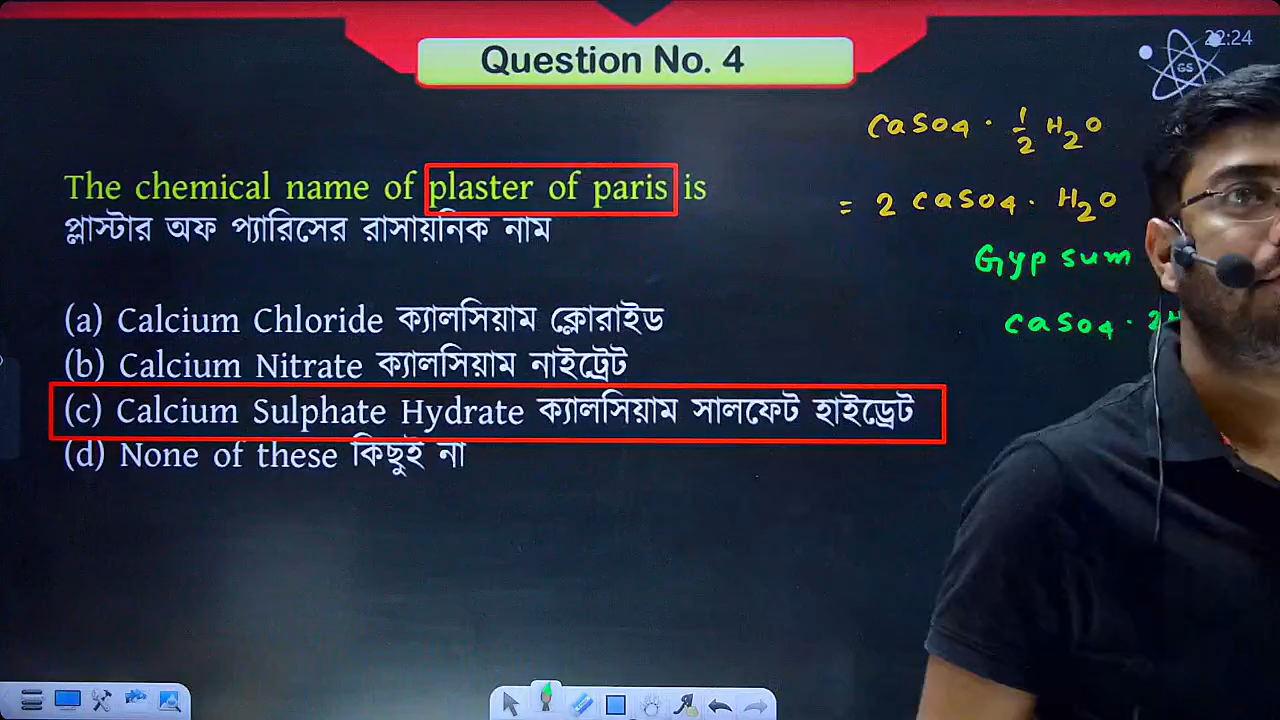 Question No. 4
22:24
GS
The chemical name of plaster of paris is
প্লাস্টার অফ প্যারিসের রাসায়নিক নাম
(a) Calcium Chloride ক্যালসিয়াম ক্লোরাইড
(b) Calcium Nitrate ক্যালসিয়াম নাইট্রেট
(c) Calcium Sulphate Hydrate ক্যালসিয়াম সালফেট হাইড্রেট
(d) None of these কিছুই না
CaSO4 · 1/2 H2O
= 2 CaSO4 · H2O
Gypsum
CaSO4 ·